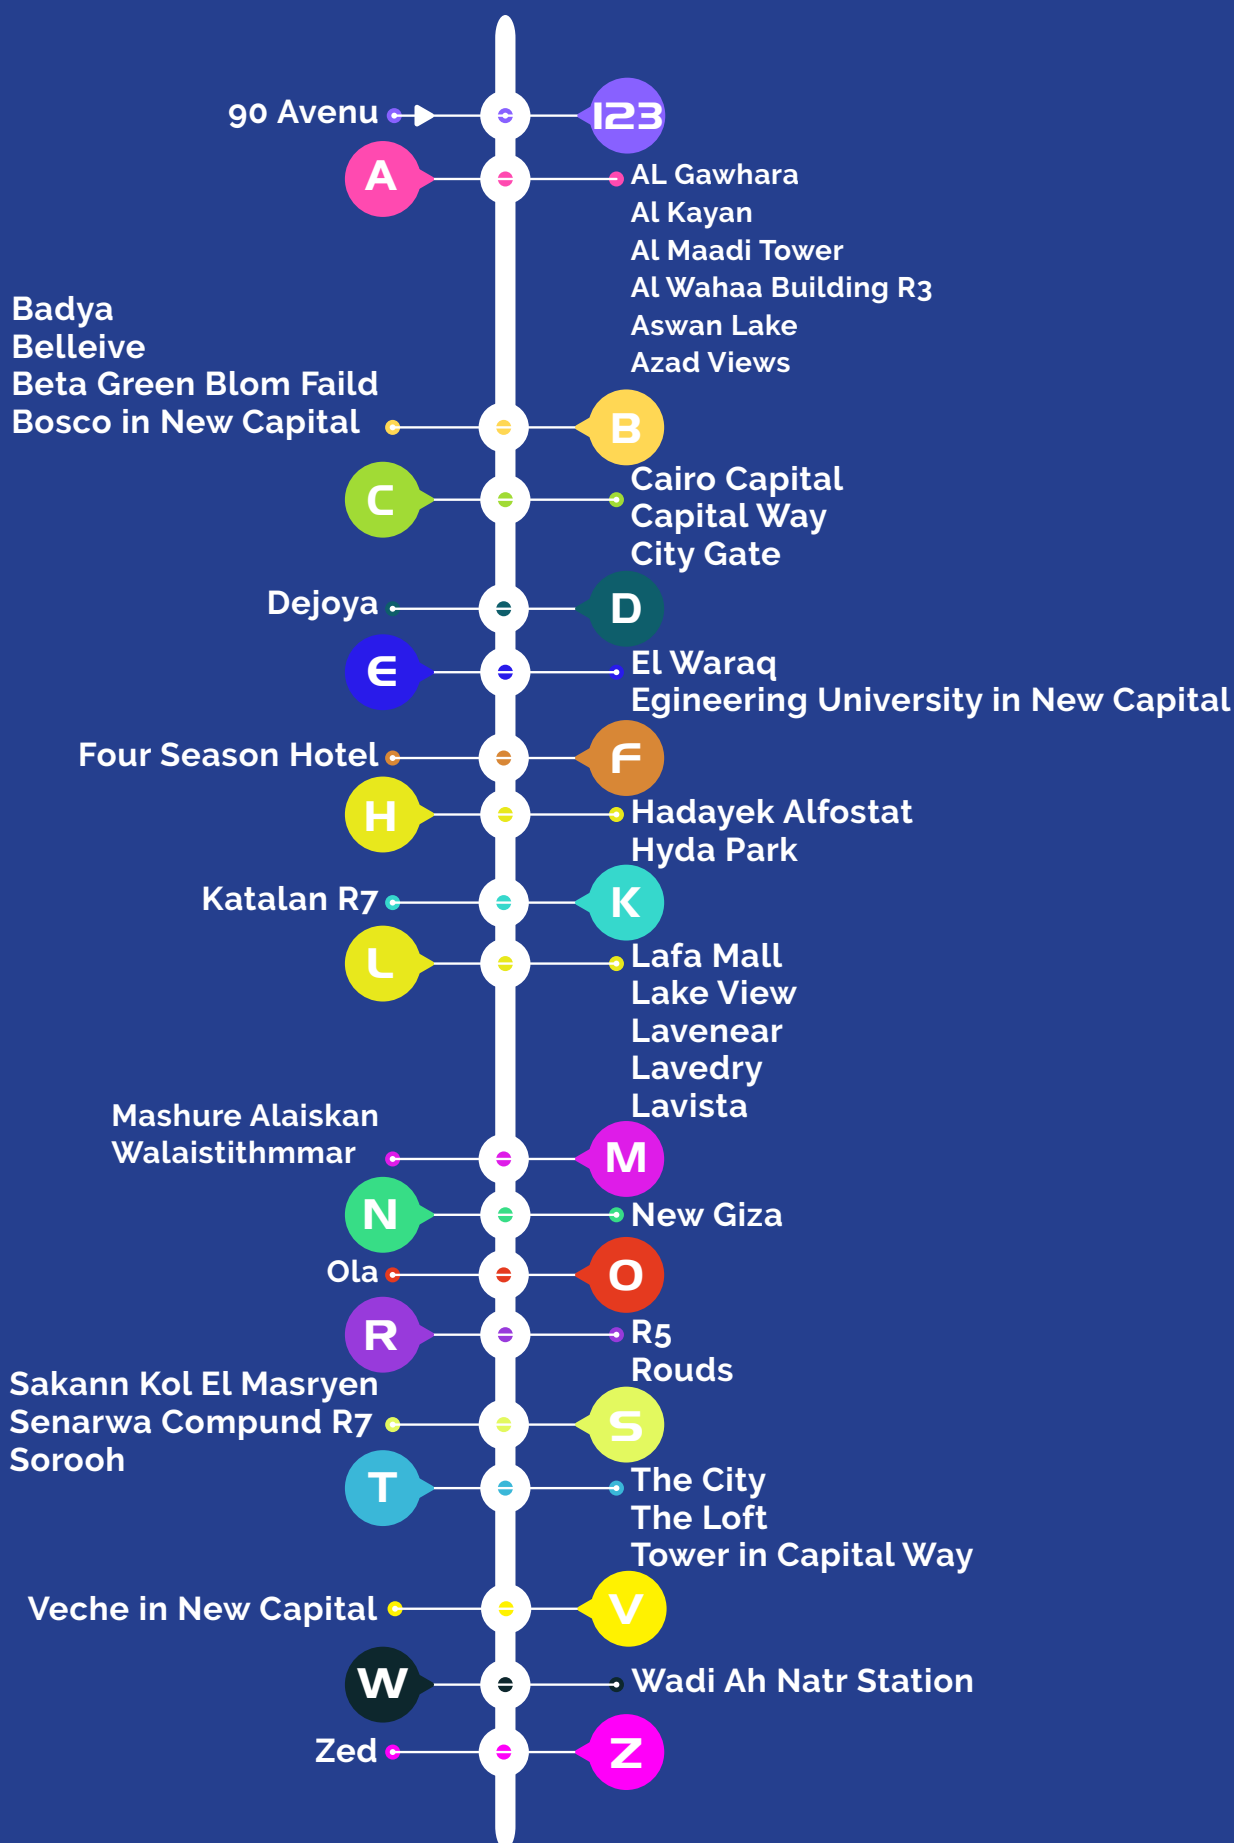 90 Avenu
123
A
AL Gawhara
Al Kayan
Al Maadi Tower
Al Wahaa Building R3
Aswan Lake
Azad Views
Badya
Belleive
Beta Green Blom Faild
Bosco in New Capital
B
C
Cairo Capital
Capital Way
City Gate
Dejoya
D
E
El Waraq
Egineering University in New Capital
Four Season Hotel
F
H
Hadayek Alfostat
Hyda Park
Katalan R7
K
L
Lafa Mall
Lake View
Lavenear
Lavedry
Lavista
Mashure Alaiskan
Walaistithmmar
M
N
New Giza
Ola
O
R
R5
Rouds
Sakann Kol El Masryen
Senarwa Compund R7
Sorooh
S
T
The City
The Loft
Tower in Capital Way
Veche in New Capital
V
W
Wadi Ah Natr Station
Zed
Z